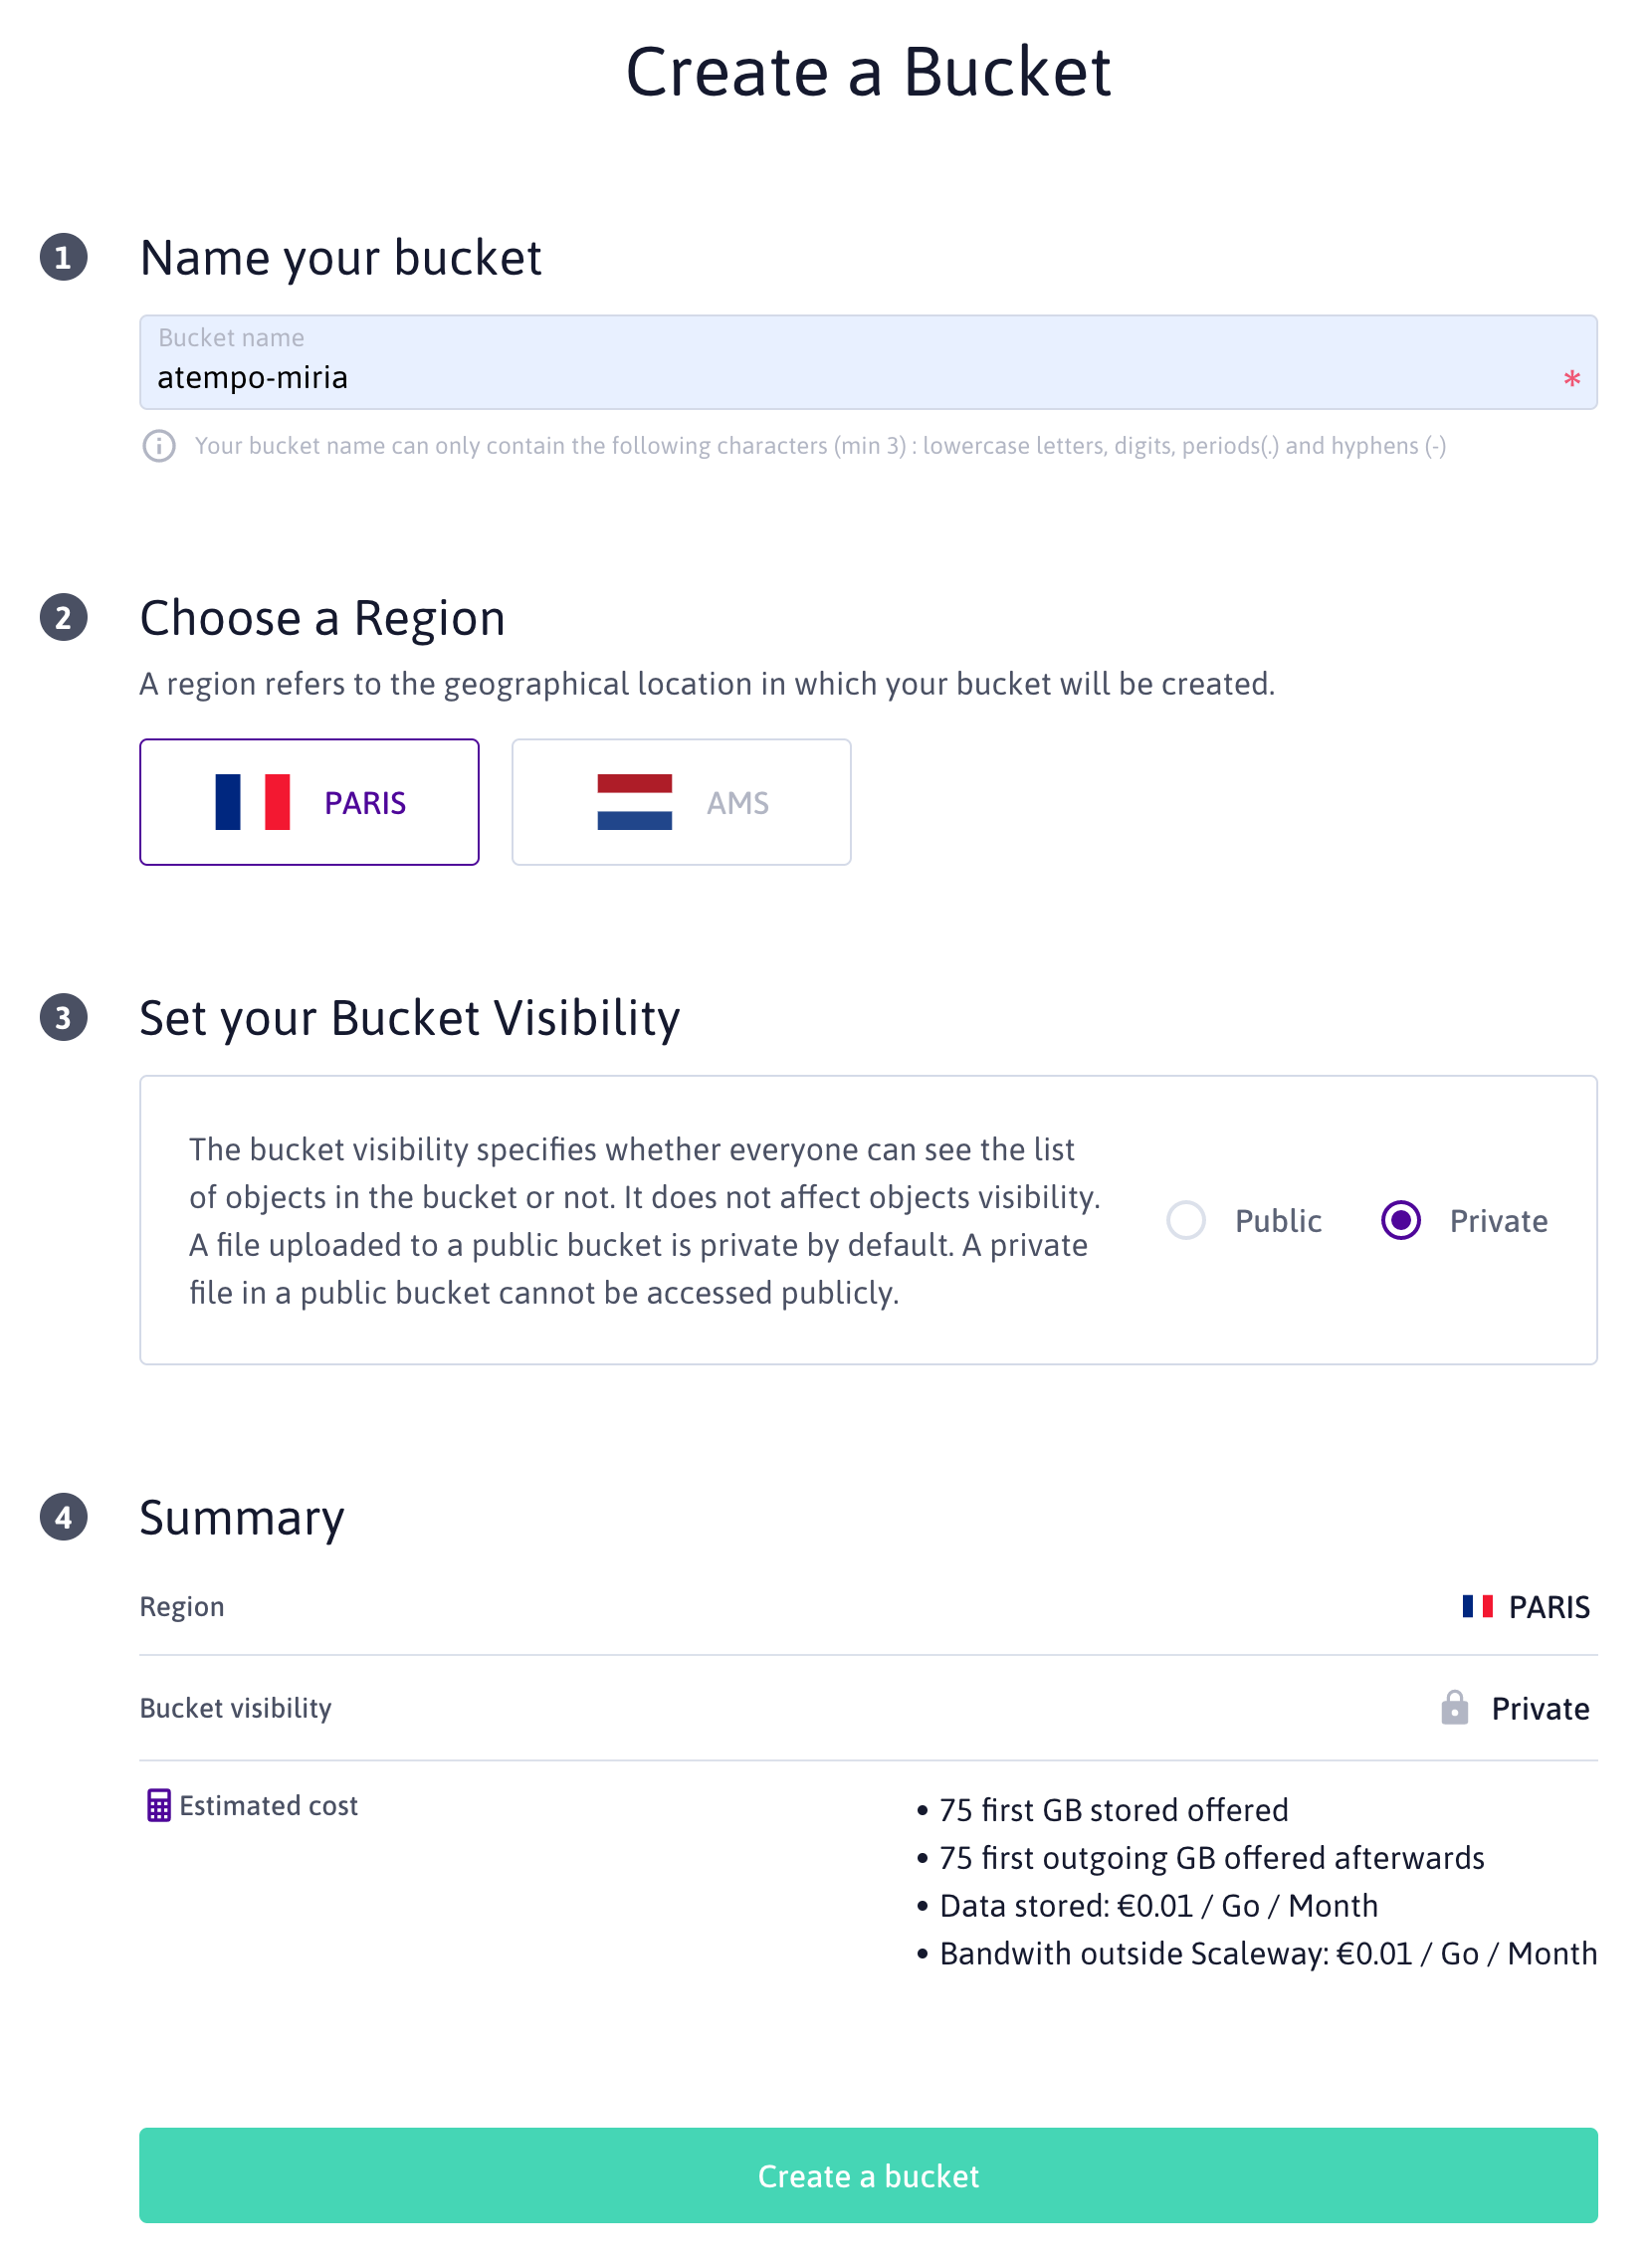 Create a Bucket
1 Name your bucket
Bucket name
atempo-miria *
Your bucket name can only contain the following characters (min 3) : lowercase letters, digits, periods(.) and hyphens (-)
2 Choose a Region
A region refers to the geographical location in which your bucket will be created.
PARIS AMS
3 Set your Bucket Visibility
The bucket visibility specifies whether everyone can see the list
of objects in the bucket or not. It does not affect objects visibility.
A file uploaded to a public bucket is private by default. A private
file in a public bucket cannot be accessed publicly.
Public Private
4 Summary
Region PARIS
Bucket visibility Private
Estimated cost
• 75 first GB stored offered
• 75 first outgoing GB offered afterwards
• Data stored: €0.01 / Go / Month
• Bandwith outside Scaleway: €0.01 / Go / Month
Create a bucket